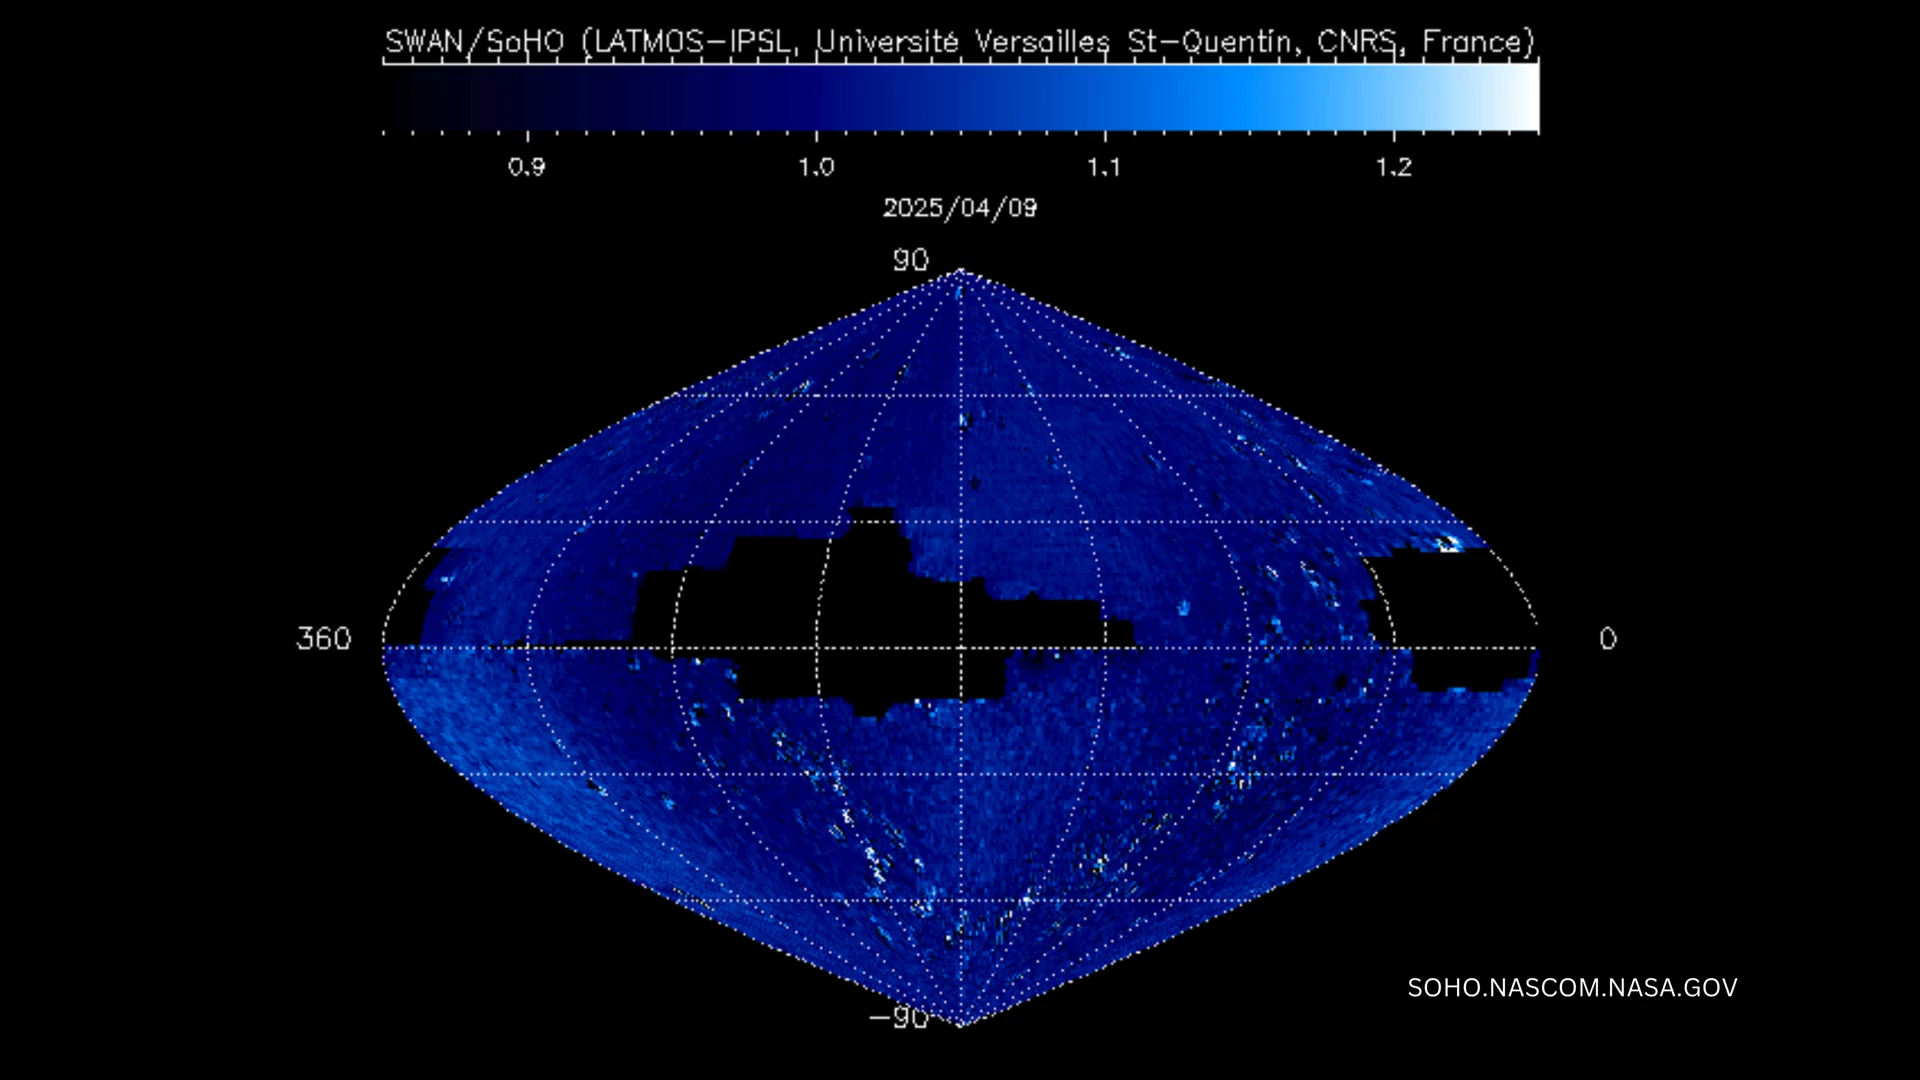 SWAN/SoHO (LATMOS-IPSL, Université Versailles St-Quentin, CNRS, France)
0.9 1.0 1.1 1.2
2025/04/09
90
360 0
-90
SOHO.NASCOM.NASA.GOV